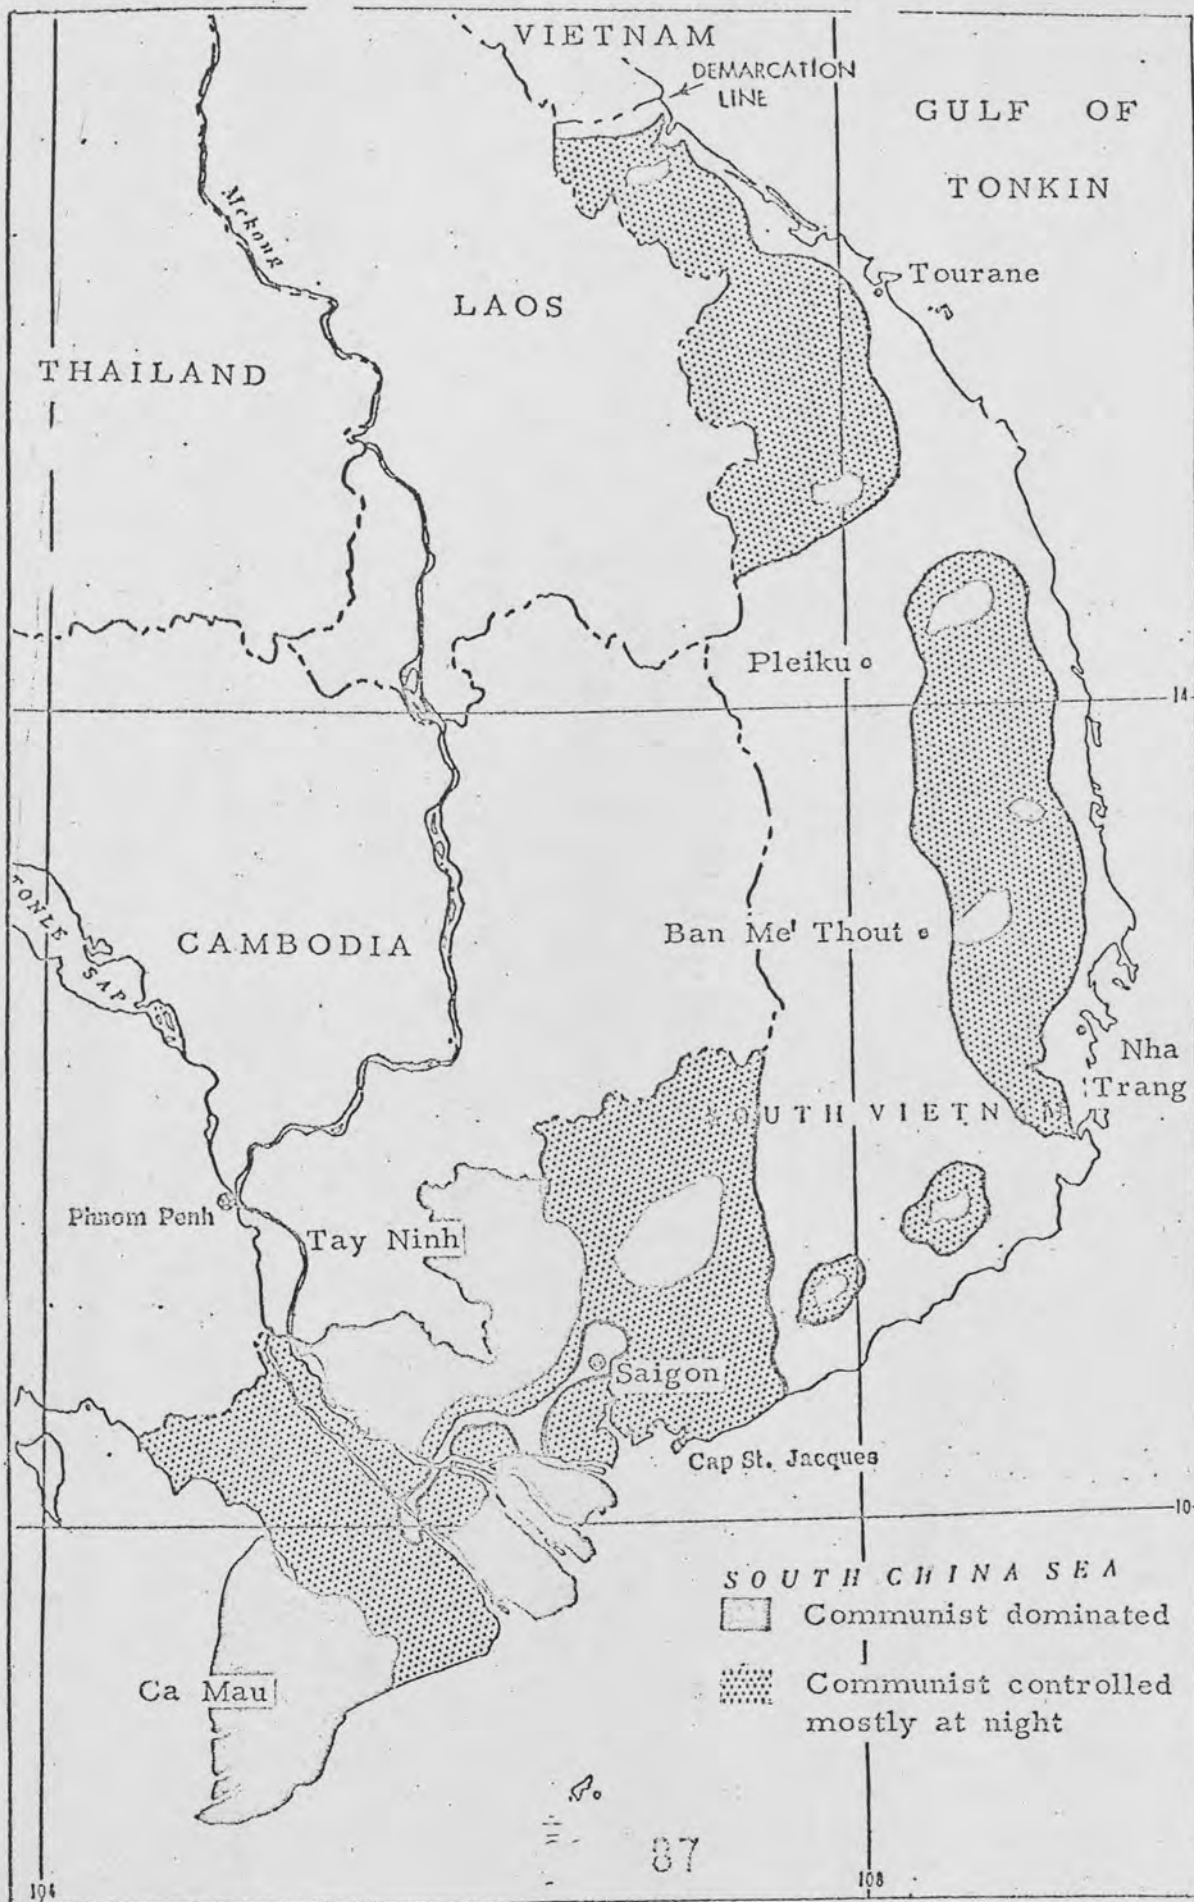 VIETNAM
DEMARCATION
LINE
GULF OF
TONKIN
Mekong
Tourane
LAOS
THAILAND
Pleiku
14
TONLE SAP
CAMBODIA
Ban Me' Thout
Nha
Trang
SOUTH VIETNAM
Phnom Penh
Tay Ninh
Saigon
Cap St. Jacques
10
SOUTH CHINA SEA
Communist dominated
Communist controlled
mostly at night
Ca Mau
87
104
108